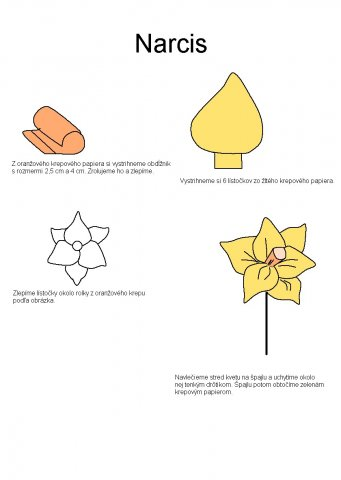 Narcis
Z oranžového krepového papiera si vystrihneme obdĺžnik
s rozmermi 2,5 cm a 4 cm. Zrolujeme ho a zlepíme.
Vystrihneme si 6 lístočkov zo žltého krepového papiera.
Zlepíme lístočky okolo rolky z oranžového krepu
podľa obrázka.
Navlečieme stred kvetu na špajlu a uchytíme okolo
nej tenkým drôtikom. Špajlu potom obtočíme zeleným
krepovým papierom.